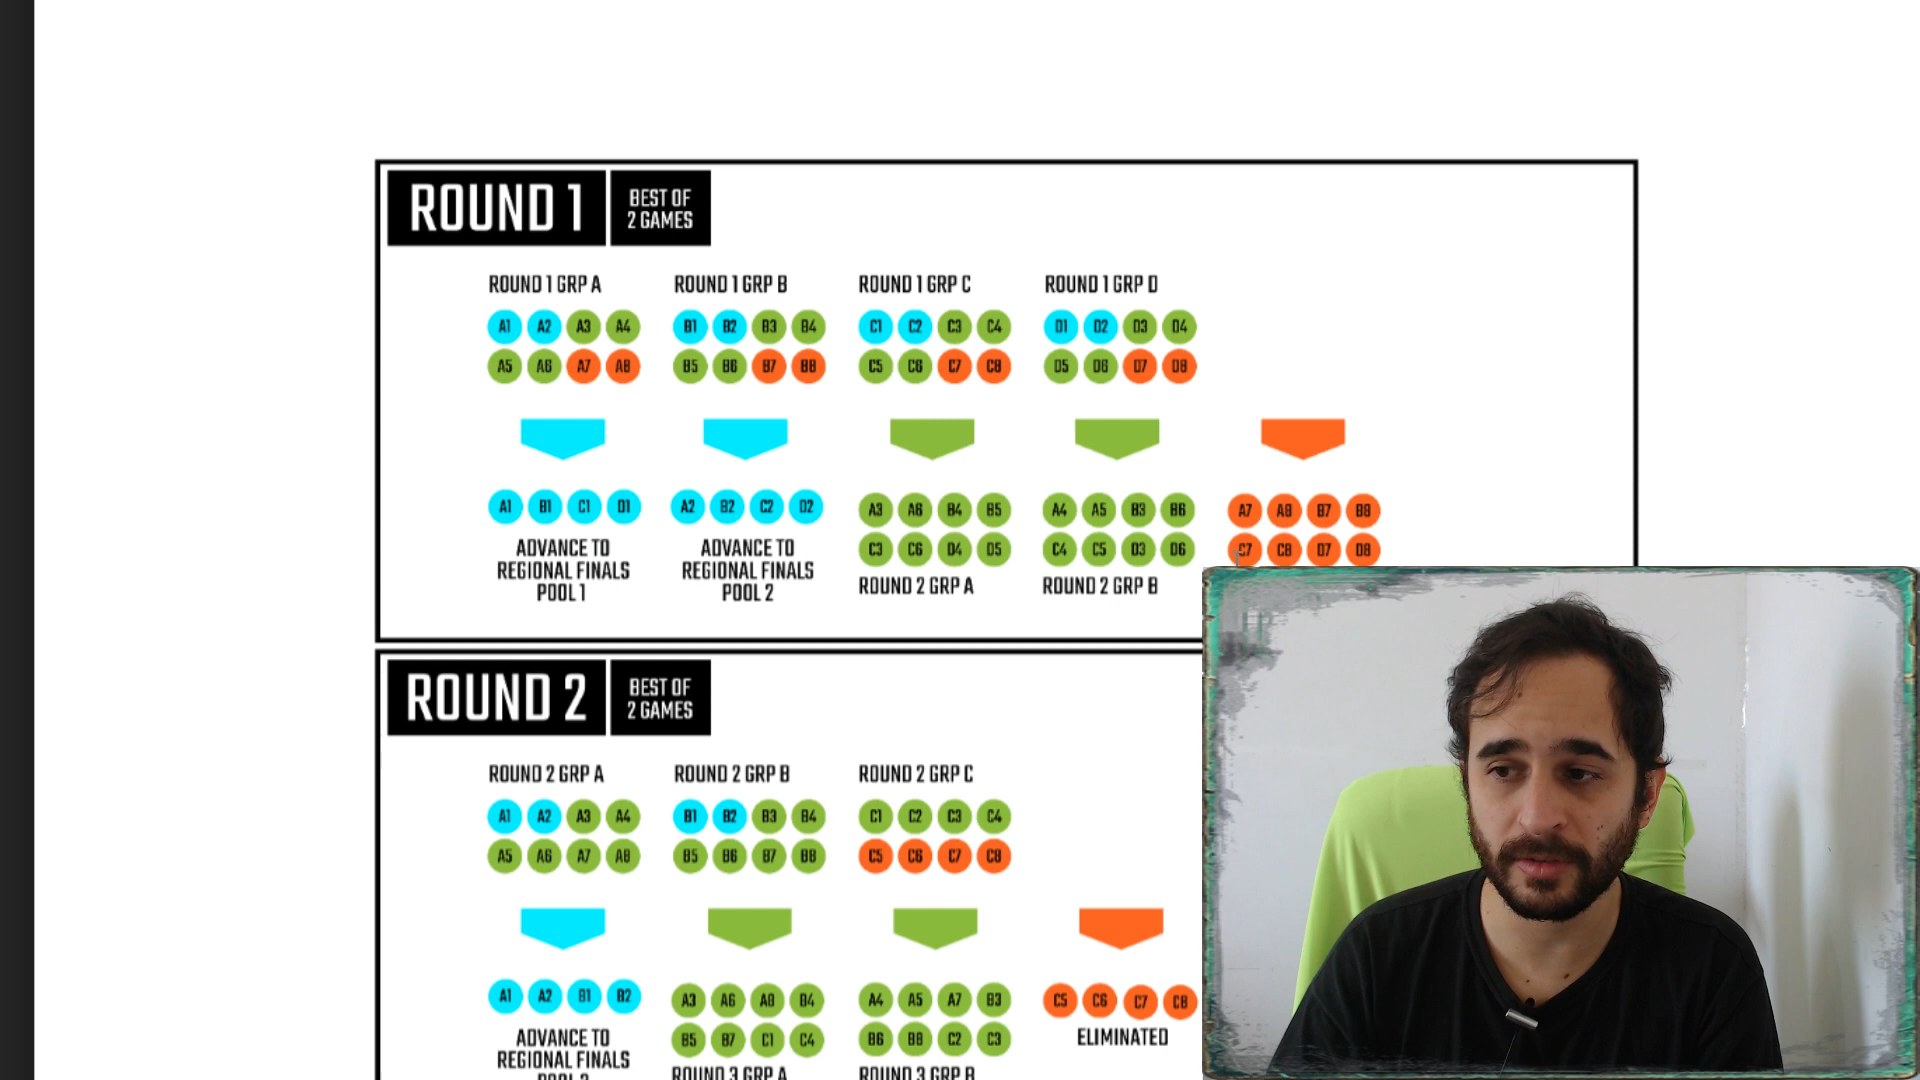 ROUND 1
BEST OF
2 GAMES
ROUND 1 GRP A
ROUND 1 GRP B
ROUND 1 GRP C
ROUND 1 GRP D
A1 A2 A3 A4
B1 B2 B3 B4
C1 C2 C3 C4
D1 D2 D3 D4
A5 A6 A7 A8
B5 B6 B7 B8
C5 C6 C7 C8
D5 D6 D7 D8
A1 B1 C1 D1
ADVANCE TO
REGIONAL FINALS
POOL 1
A2 B2 C2 D2
ADVANCE TO
REGIONAL FINALS
POOL 2
A3 A6 B4 B5
C3 C6 D4 D5
ROUND 2 GRP A
A4 A5 B3 B6
C4 C5 D3 D6
ROUND 2 GRP B
A7 A8 B7 B8
C7 C8 D7 D8
ROUND 2
BEST OF
2 GAMES
ROUND 2 GRP A
ROUND 2 GRP B
ROUND 2 GRP C
A1 A2 A3 A4
B1 B2 B3 B4
C1 C2 C3 C4
A5 A6 A7 A8
B5 B6 B7 B8
C5 C6 C7 C8
A1 A2 B1 B2
ADVANCE TO
REGIONAL FINALS
A3 A6 A8 B4
B5 B7 C1 C4
ROUND 3 GRP A
A4 A5 A7 B3
B6 B8 C2 C3
ROUND 3 GRP B
C5 C6 C7 C8
ELIMINATED